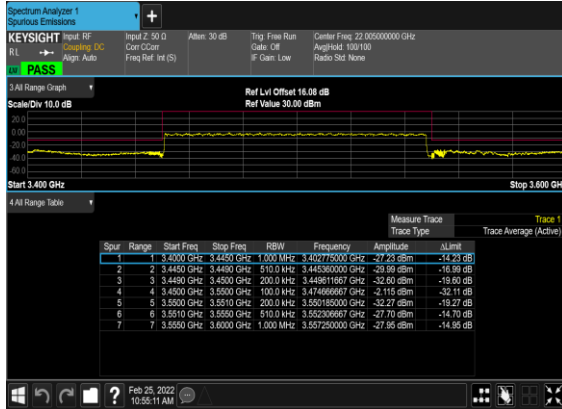 Spectrum Analyzer 1
Spurious Emissions
+
KEYSIGHT Input: RF Input Z: 50 Ω Atten: 30 dB Trig: Free Run Center Freq: 22.005000000 GHz
RL Coupling: DC Corr CCorr Gate: Off Avg|Hold: 100/100
Align: Auto Freq Ref: Int (S) IF Gain: Low Radio Std: None
PASS
3 All Range Graph Ref Lvl Offset 16.08 dB
Scale/Div 10.0 dB Ref Value 30.00 dBm
20.0
0.00
-20.0
-40.0
-60.0
Start 3.400 GHz Stop 3.600 GH
4 All Range Table
Measure Trace Trace 1
Trace Type Trace Average (Active)
Spur Range Start Freq Stop Freq RBW Frequency Amplitude ΔLimit
1 1 3.4000 GHz 3.4450 GHz 1.000 MHz 3.402775000 GHz -27.23 dBm -14.23 dB
2 2 3.4450 GHz 3.4490 GHz 510.0 kHz 3.445360000 GHz -29.99 dBm -16.99 dB
3 3 3.4490 GHz 3.4500 GHz 200.0 kHz 3.449611667 GHz -32.60 dBm -19.60 dB
4 4 3.4500 GHz 3.5500 GHz 100.0 kHz 3.474666667 GHz -2.115 dBm -32.11 dB
5 5 3.5500 GHz 3.5510 GHz 200.0 kHz 3.550185000 GHz -32.27 dBm -19.27 dB
6 6 3.5510 GHz 3.5550 GHz 510.0 kHz 3.552306667 GHz -27.70 dBm -14.70 dB
7 7 3.5550 GHz 3.6000 GHz 1.000 MHz 3.557250000 GHz -27.95 dBm -14.95 dB
? Feb 25, 2022
10:55:11 AM